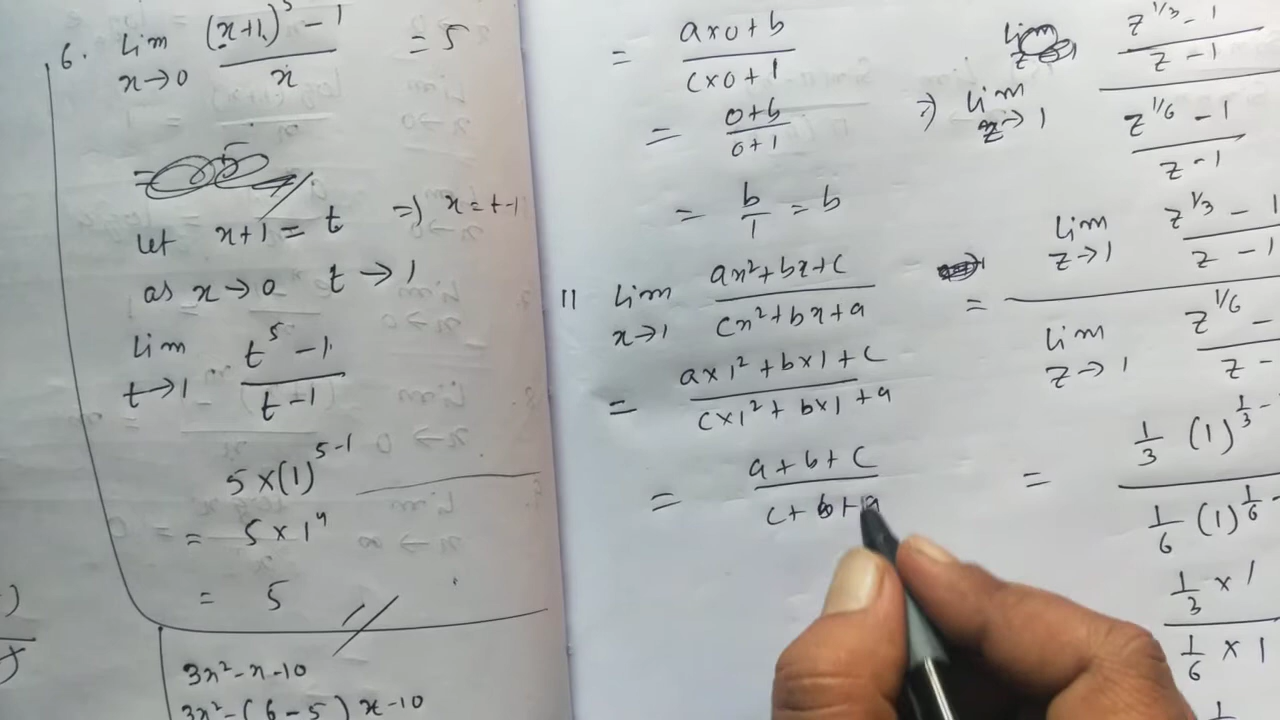 6. lim x→0 (x+1)^5 - 1 / x = 5
Let x+1 = t ⇒ x = t-1
as x→0 t → 1
lim t→1 t^5 - 1 / t - 1
5×(1)^5-1
= 5 × 1^4
= 5
3x²-x-10
3x²-(6-5)x-10
= a×0+b / c×0+1
= 0+b / 0+1
= b/1 = b
11 lim x→1 ax²+bx+c / cx²+bx+a
= a×1²+b×1+c / c×1²+b×1+a
= a+b+c / c+b+a
z^1/3 - 1 / z - 1
⇒ lim z→1
z^1/6 - 1 / z - 1
lim z→1 z^1/3 - 1 / z - 1
=
lim z→1 z^1/6 - / z -
= 1/3 (1)^1/3 -
1/6 (1)^1/6 -
1/3 × 1
1/6 × 1